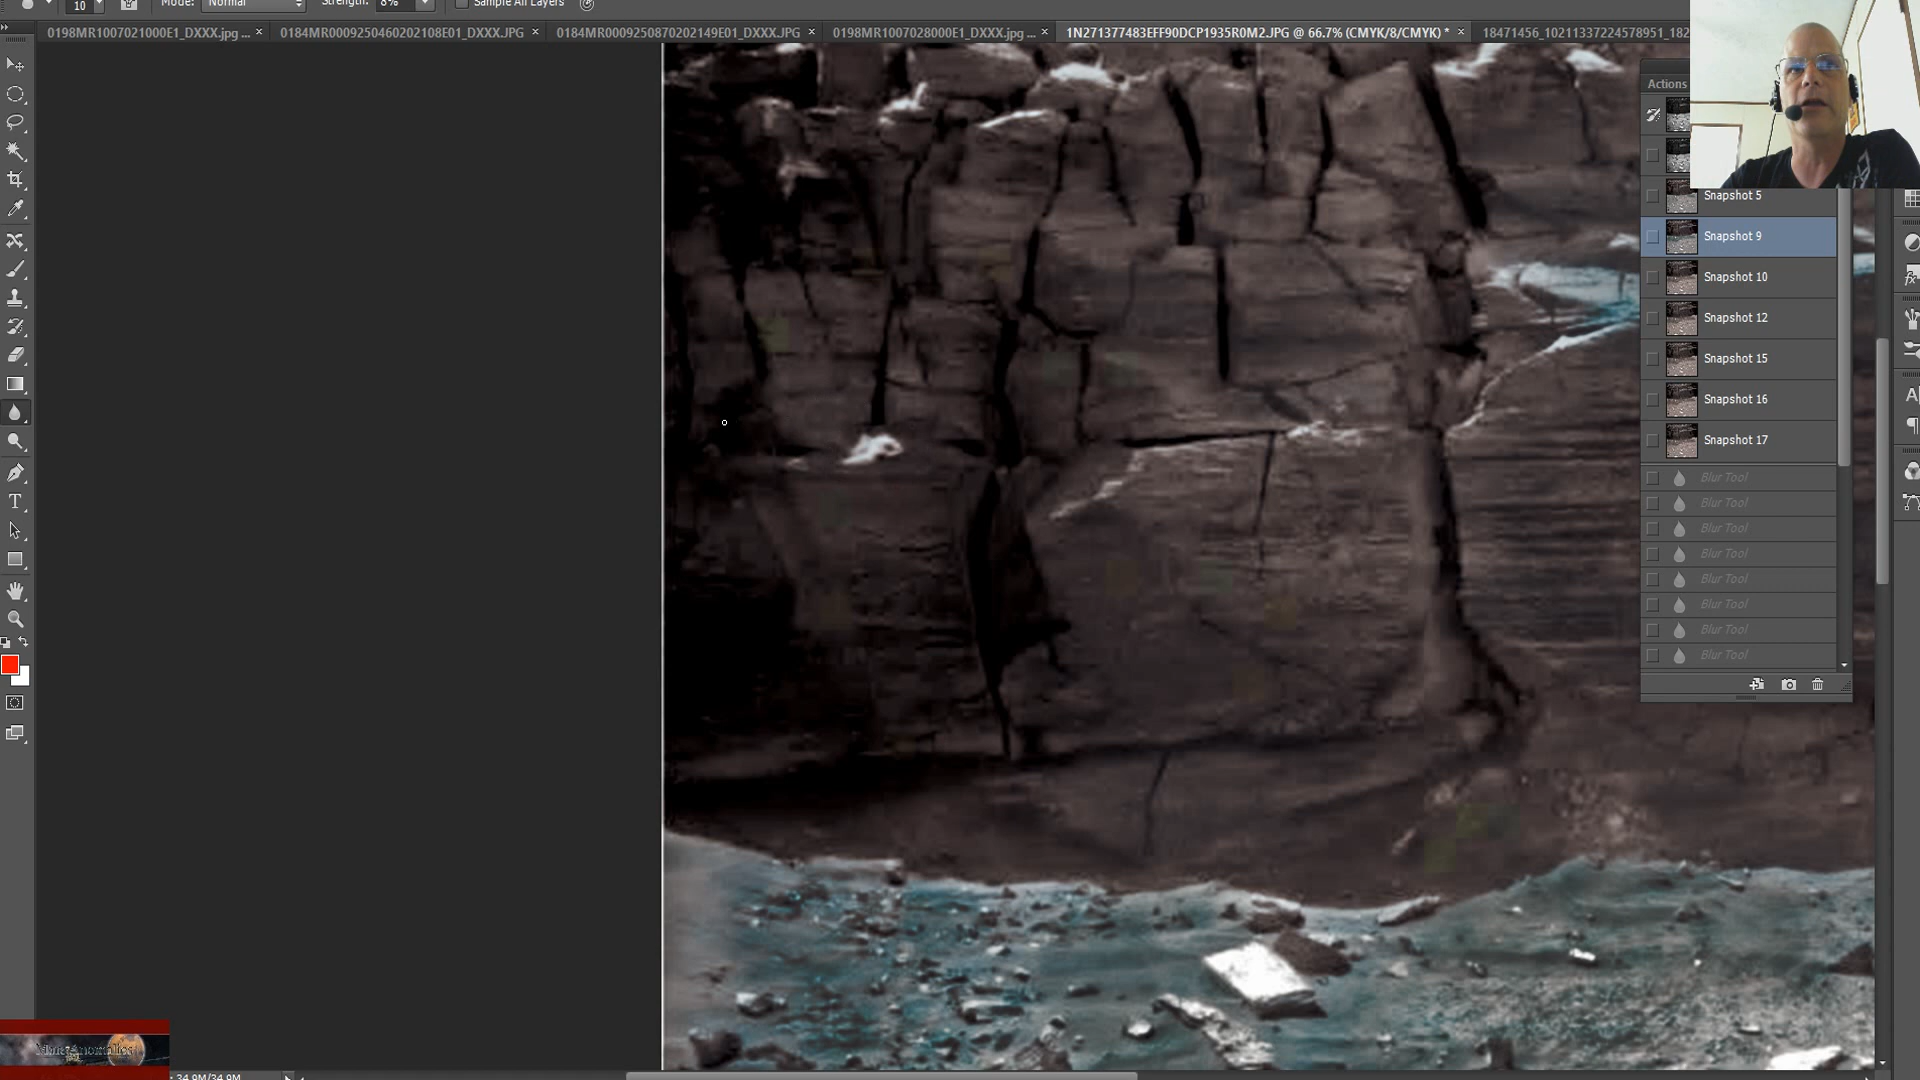 10 Mode: Normal Strength: 8% Sample All Layers
0198MR1007021000E1_DXXX.jpg ... × 0184MR0009250460202108E01_DXXX.JPG × 0184MR0009250870202149E01_DXXX.JPG × 0198MR1007028000E1_DXXX.jpg ... × 1N271377483EFF90DCP1935R0M2.JPG @ 66.7% (CMYK/8/CMYK) * × 18471456_10211337224578951_182
Actions
Snapshot 5
Snapshot 9
Snapshot 10
Snapshot 12
Snapshot 15
Snapshot 16
Snapshot 17
Blur Tool
Blur Tool
Blur Tool
Blur Tool
Blur Tool
Blur Tool
Blur Tool
Blur Tool
34.9M/34.9M